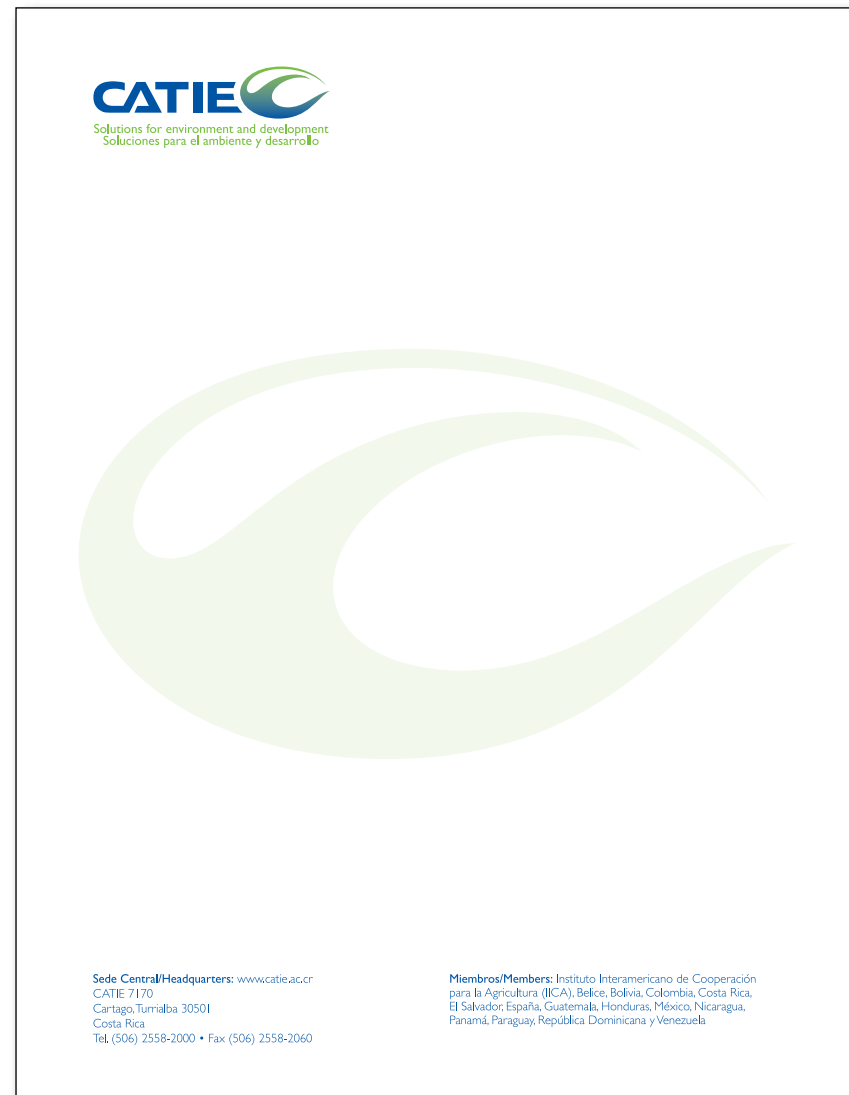 CATIE
Solutions for environment and development
Soluciones para el ambiente y desarrollo
Sede Central/Headquarters: www.catie.ac.cr
CATIE 7170
Cartago, Turrialba 30501
Costa Rica
Tel. (506) 2558-2000 • Fax (506) 2558-2060
Miembros/Members: Instituto Interamericano de Cooperación
para la Agricultura (IICA), Belice, Bolivia, Colombia, Costa Rica,
El Salvador, España, Guatemala, Honduras, México, Nicaragua,
Panamá, Paraguay, República Dominicana y Venezuela